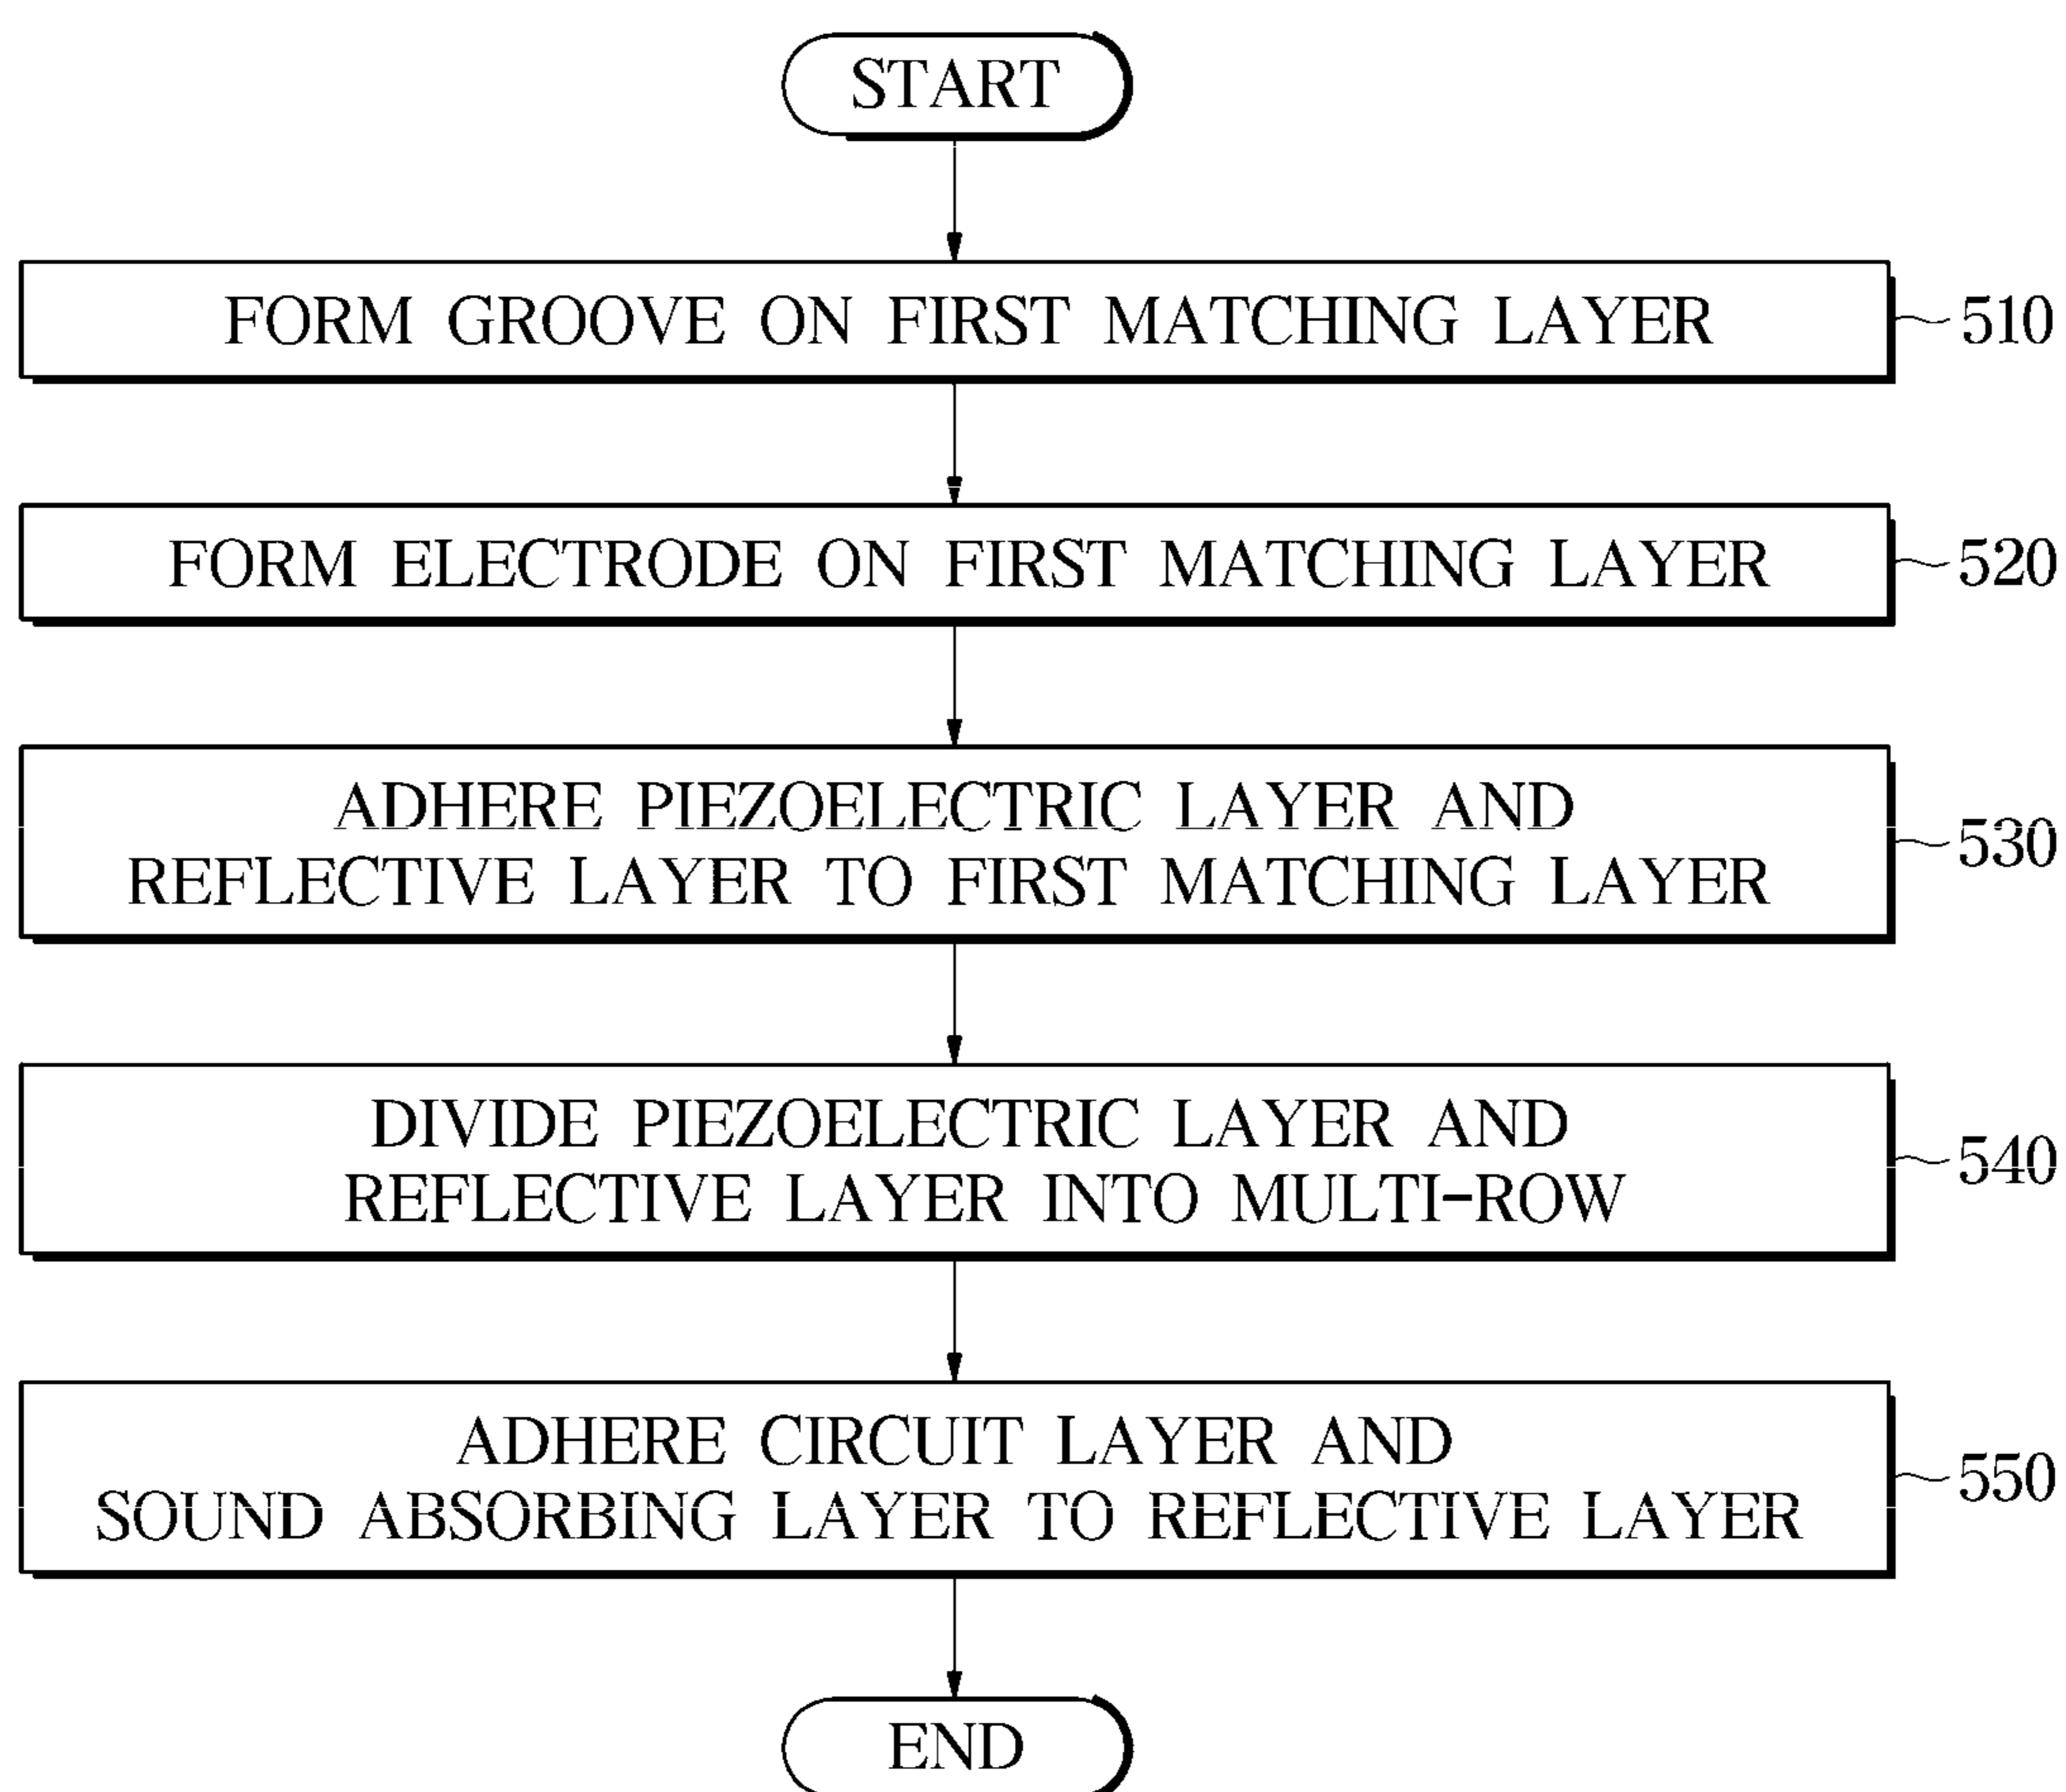 START
FORM GROOVE ON FIRST MATCHING LAYER
510
FORM ELECTRODE ON FIRST MATCHING LAYER
520
ADHERE PIEZOELECTRIC LAYER AND
REFLECTIVE LAYER TO FIRST MATCHING LAYER
530
DIVIDE PIEZOELECTRIC LAYER AND
REFLECTIVE LAYER INTO MULTI-ROW
540
ADHERE CIRCUIT LAYER AND
SOUND ABSORBING LAYER TO REFLECTIVE LAYER
550
END